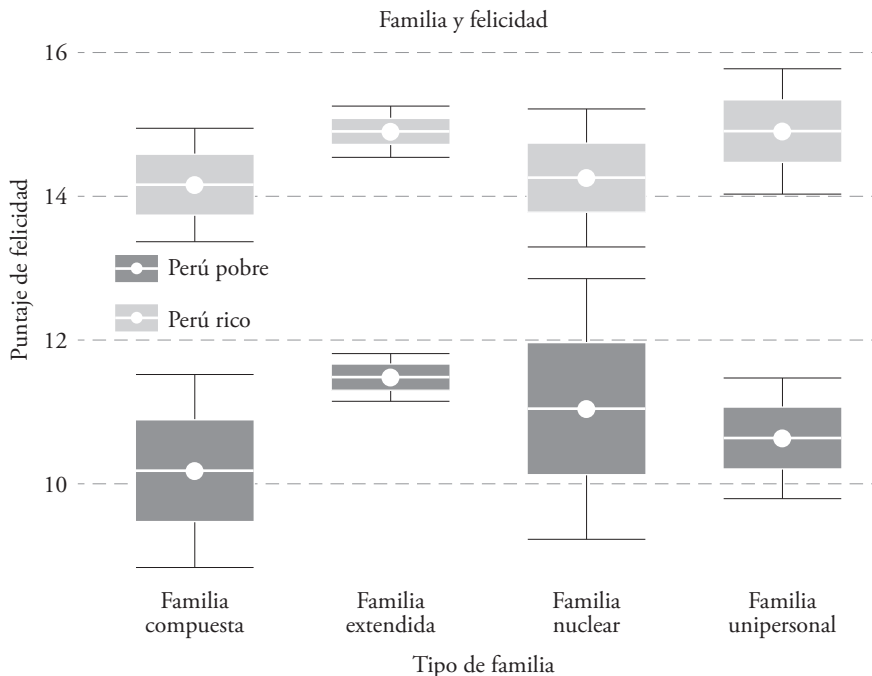 Familia y felicidad
Puntaje de felicidad
16
14
12
10
Perú pobre
Perú rico
Familia
compuesta
Familia
extendida
Familia
nuclear
Familia
unipersonal
Tipo de familia